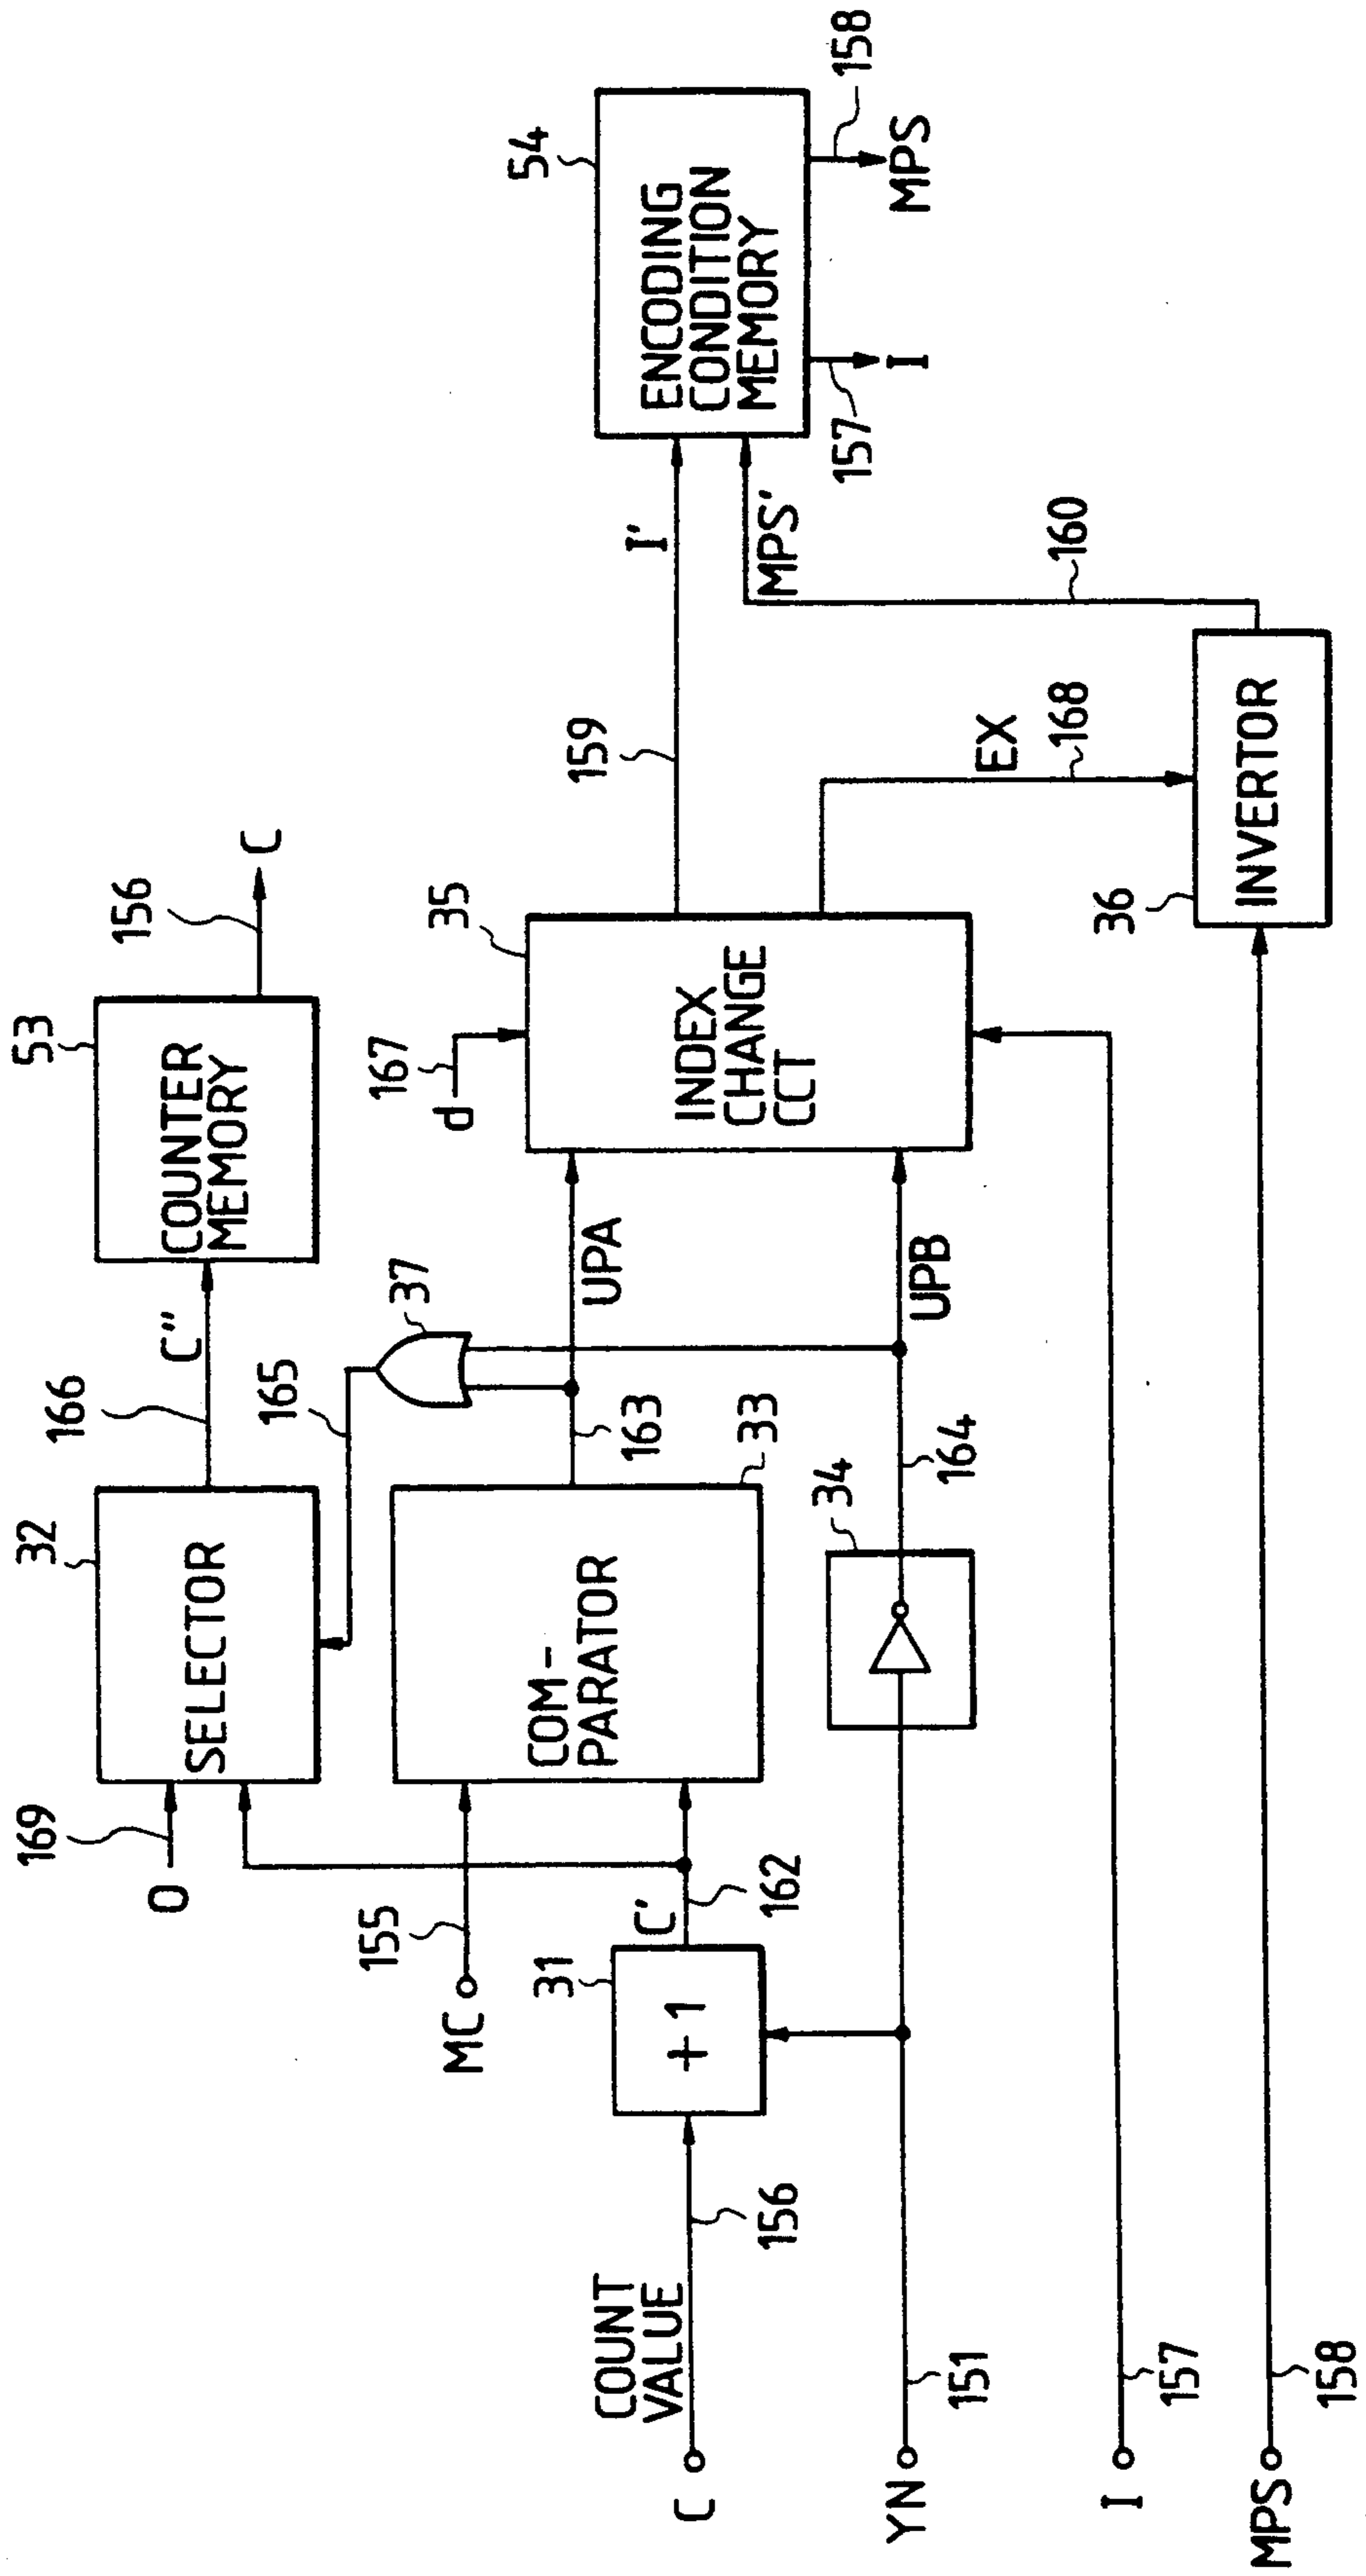 169
O
32
SELECTOR
166
C"
53
COUNTER
MEMORY
156
C
165
37
MC
155
COM-
PARATOR
33
163
UPA
167
d
35
INDEX
CHANGE
CCT
159
I'
54
ENCODING
CONDITION
MEMORY
157
I
158
MPS
MPS'
160
C
COUNT
VALUE
156
31
+1
C'
162
YN
151
34
164
UPB
EX
168
I
157
MPS
158
36
INVERTOR